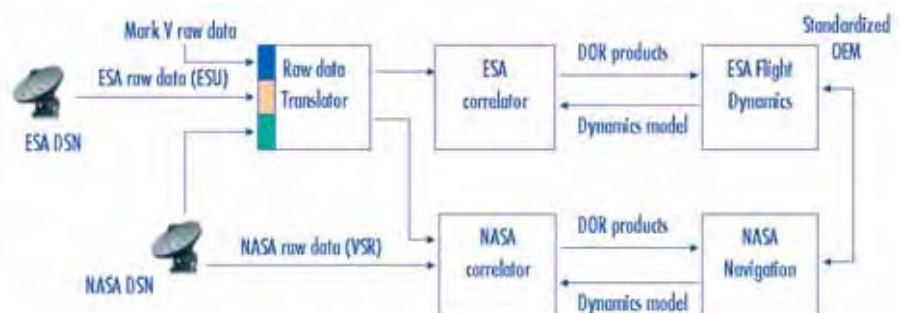 Mark V raw data
ESA raw data (ESU)
ESA DSN
Raw data
Translator
ESA
correlator
DOR products
Dynamics model
ESA Flight
Dynamics
Standardized
OEM
NASA DSN
NASA raw data (VSR)
NASA
correlator
DOR products
Dynamics model
NASA
Navigation